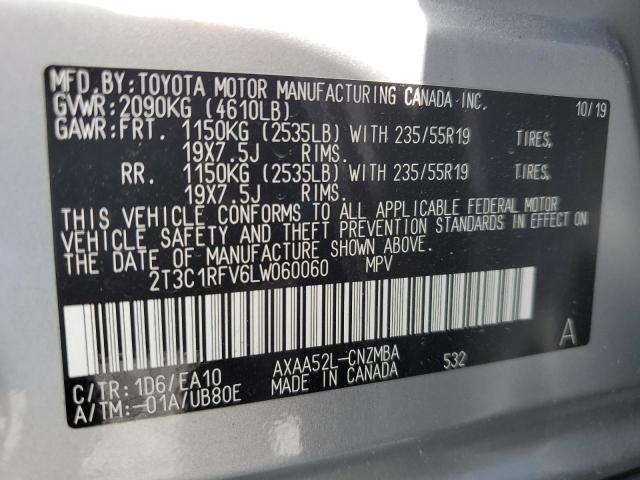 MFD.BY:TOYOTA MOTOR MANUFACTURING CANADA INC.
GVWR:2090KG (4610LB) 10/19
GAWR:FRT. 1150KG (2535LB) WITH 235/55R19 TIRES,
19X7.5J RIMS.
RR. 1150KG (2535LB) WITH 235/55R19 TIRES,
19X7.5J RIMS.
THIS VEHICLE CONFORMS TO ALL APPLICABLE FEDERAL MOTOR
VEHICLE SAFETY AND THEFT PREVENTION STANDARDS IN EFFECT ON
THE DATE OF MANUFACTURE SHOWN ABOVE.
2T3C1RFV6LW060060 MPV
A
C/TR:1D6/EA10 AXAA52L-CNZMBA 532
A/TM:-01A/UB80E MADE IN CANADA